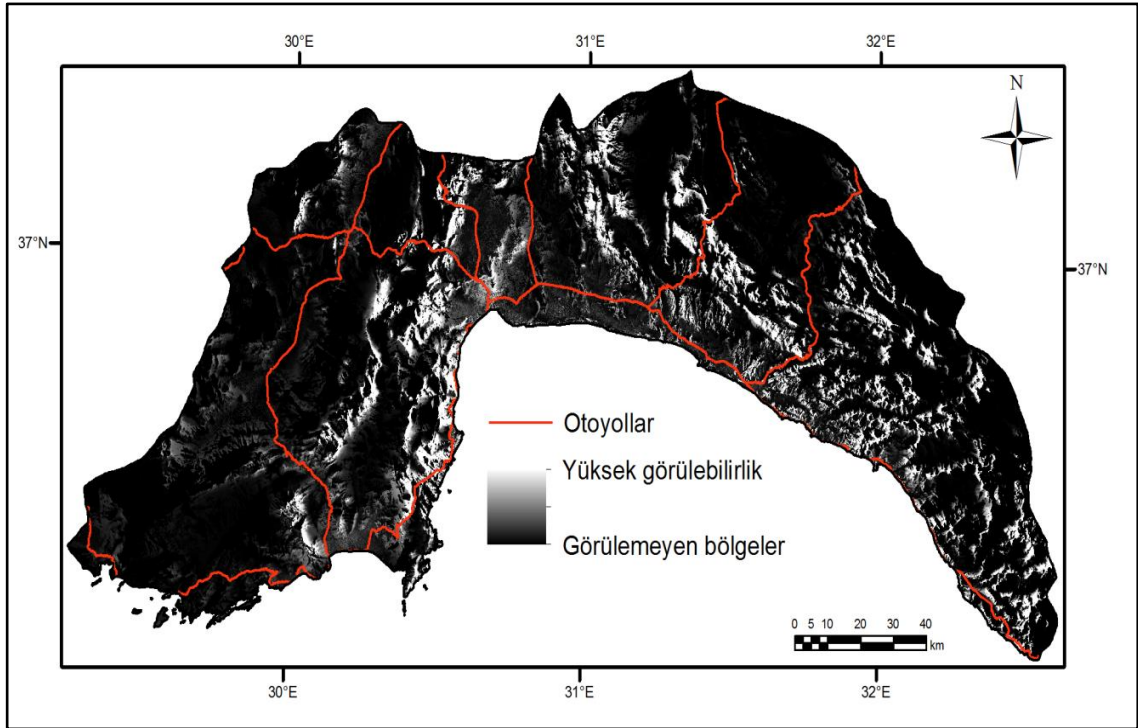 30°E 31°E 32°E
N
37°N 37°N
Otoyollar
Yüksek görülebilirlik
Görülemeyen bölgeler
0 5 10 20 30 40
km
30°E 31°E 32°E